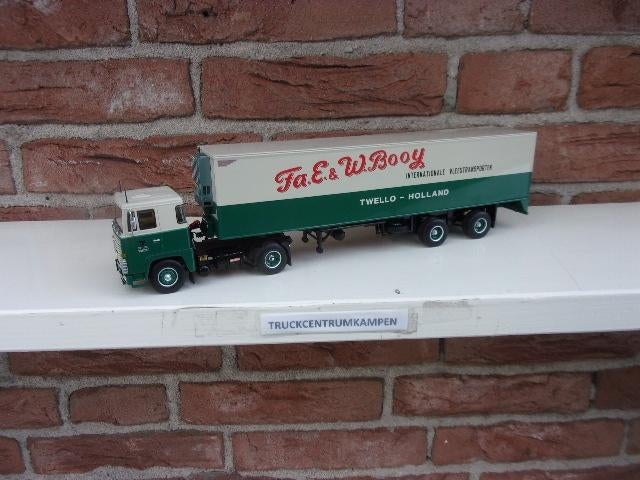 Fa.E.& W.Booy
INTERNATIONALE VLEESTRANSPORTEN
TWELLO - HOLLAND
TRUCKCENTRUMKAMPEN